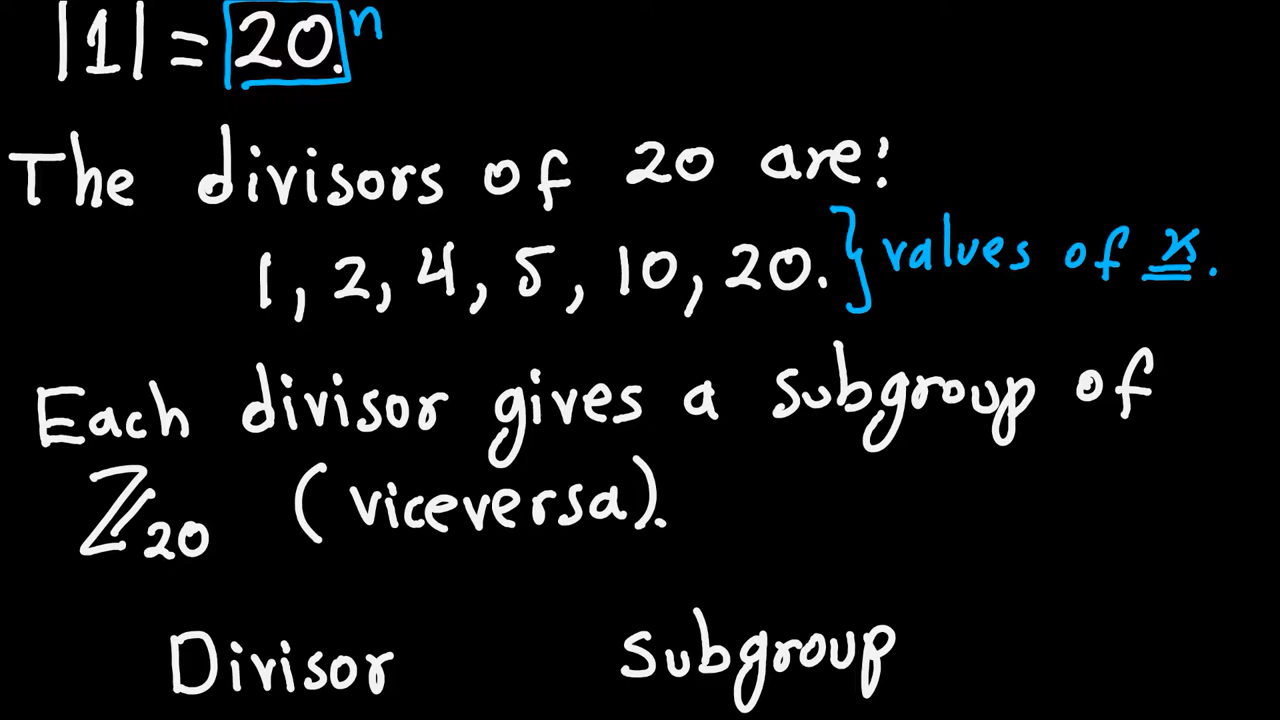 |1| = 20. n
The divisors of 20 are:
1, 2, 4, 5, 10, 20. } values of x.
Each divisor gives a subgroup of
ℤ₂₀ (viceversa).
Divisor Subgroup